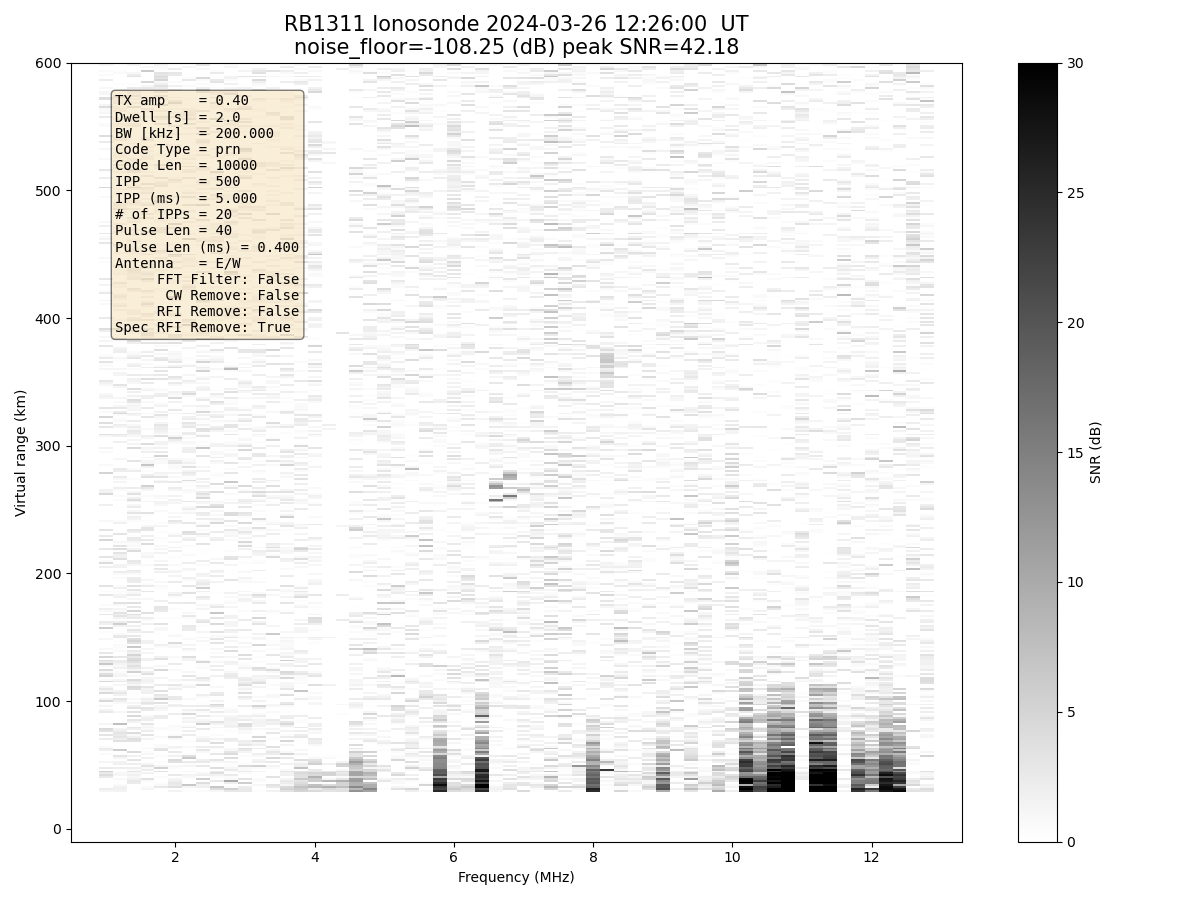 RB1311 Ionosonde 2024-03-26 12:26:00  UT
noise_floor=-108.25 (dB) peak SNR=42.18
600
500
400
300
200
100
0
Virtual range (km)
TX amp    = 0.40
Dwell [s] = 2.0
BW [kHz]  = 200.000
Code Type = prn
Code Len  = 10000
IPP       = 500
IPP (ms)  = 5.000
# of IPPs = 20
Pulse Len = 40
Pulse Len (ms) = 0.400
Antenna   = E/W
FFT Filter: False
CW Remove: False
RFI Remove: False
Spec RFI Remove: True
2 4 6 8 10 12
Frequency (MHz)
30
25
20
15
10
5
0
SNR (dB)